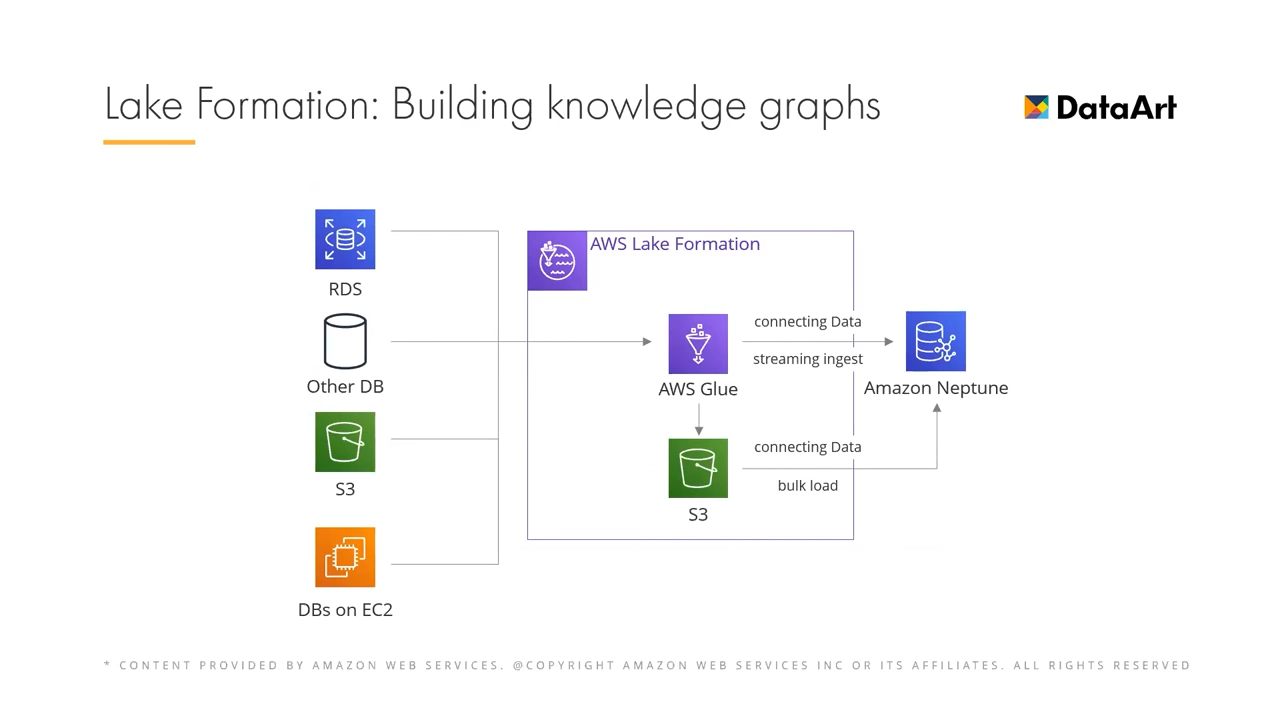 Lake Formation: Building knowledge graphs
DataArt
RDS
Other DB
S3
DBs on EC2
AWS Lake Formation
AWS Glue
S3
connecting Data
streaming ingest
connecting Data
bulk load
Amazon Neptune
* CONTENT PROVIDED BY AMAZON WEB SERVICES. @COPYRIGHT AMAZON WEB SERVICES INC OR ITS AFFILIATES. ALL RIGHTS RESERVED